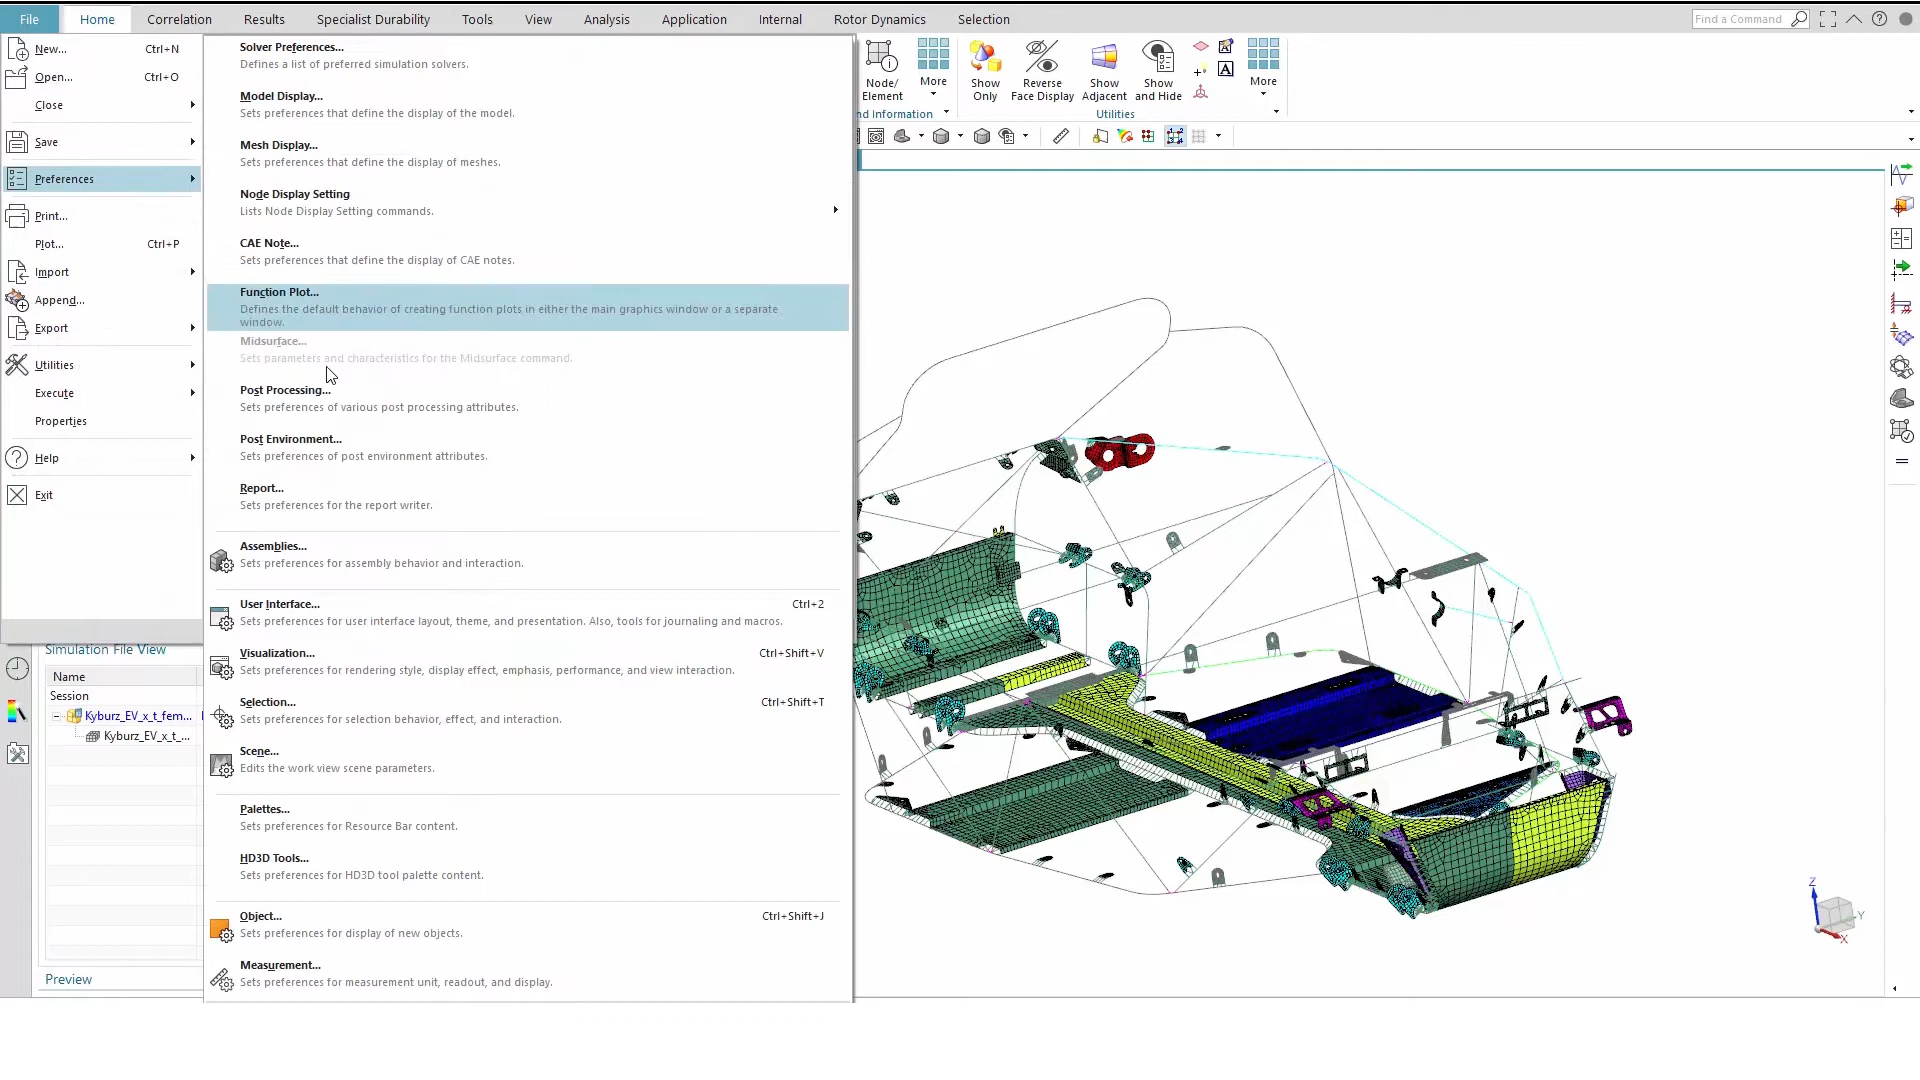 File
Home
Correlation
Results
Specialist Durability
Tools
View
Analysis
Application
Internal
Rotor Dynamics
Selection
Find a Command
New...
Ctrl+N
Open...
Ctrl+O
Close
Save
Preferences
Print...
Plot...
Ctrl+P
Import
Append...
Export
Utilities
Execute
Properties
Help
Exit
Solver Preferences...
Defines a list of preferred simulation solvers.
Model Display...
Sets preferences that define the display of the model.
Mesh Display...
Sets preferences that define the display of meshes.
Node Display Setting
Lists Node Display Setting commands.
CAE Note...
Sets preferences that define the display of CAE notes.
Function Plot...
Defines the default behavior of creating function plots in either the main graphics window or a separate
window.
Midsurface...
Sets parameters and characteristics for the Midsurface command.
Post Processing...
Sets preferences of various post processing attributes.
Post Environment...
Sets preferences of post environment attributes.
Report...
Sets preferences for the report writer.
Assemblies...
Sets preferences for assembly behavior and interaction.
User Interface...
Ctrl+2
Sets preferences for user interface layout, theme, and presentation. Also, tools for journaling and macros.
Visualization...
Ctrl+Shift+V
Sets preferences for rendering style, display effect, emphasis, performance, and view interaction.
Selection...
Ctrl+Shift+T
Sets preferences for selection behavior, effect, and interaction.
Scene...
Edits the work view scene parameters.
Palettes...
Sets preferences for Resource Bar content.
HD3D Tools...
Sets preferences for HD3D tool palette content.
Object...
Ctrl+Shift+J
Sets preferences for display of new objects.
Measurement...
Sets preferences for measurement unit, readout, and display.
Node/
Element
More
Show
Only
Reverse
Face Display
Show
Adjacent
Show
and Hide
A
More
nd Information
Utilities
Simulation File View
Name
Session
Kyburz_EV_x_t_fem...
Kyburz_EV_x_t_...
Preview
Z
Y
X